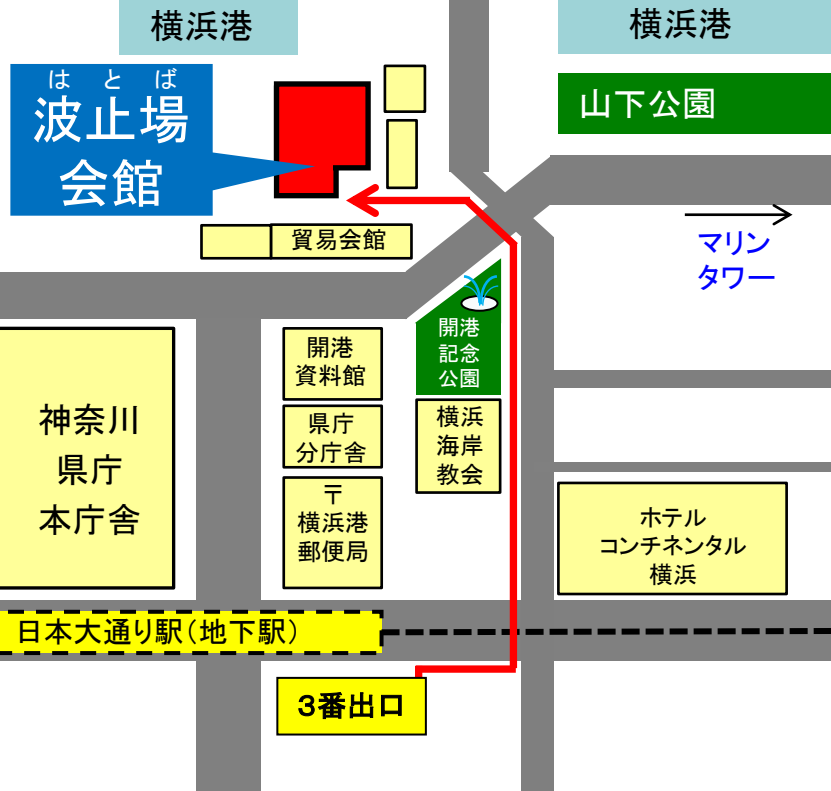 横浜港
横浜港
はとば
波止場
会館
山下公園
貿易会館
マリン
タワー
開港
記念
公園
開港
資料館
神奈川
県庁
本庁舎
県庁
分庁舎
横浜
海岸
教会
〒
横浜港
郵便局
ホテル
コンチネンタル
横浜
日本大通り駅(地下駅)
3番出口